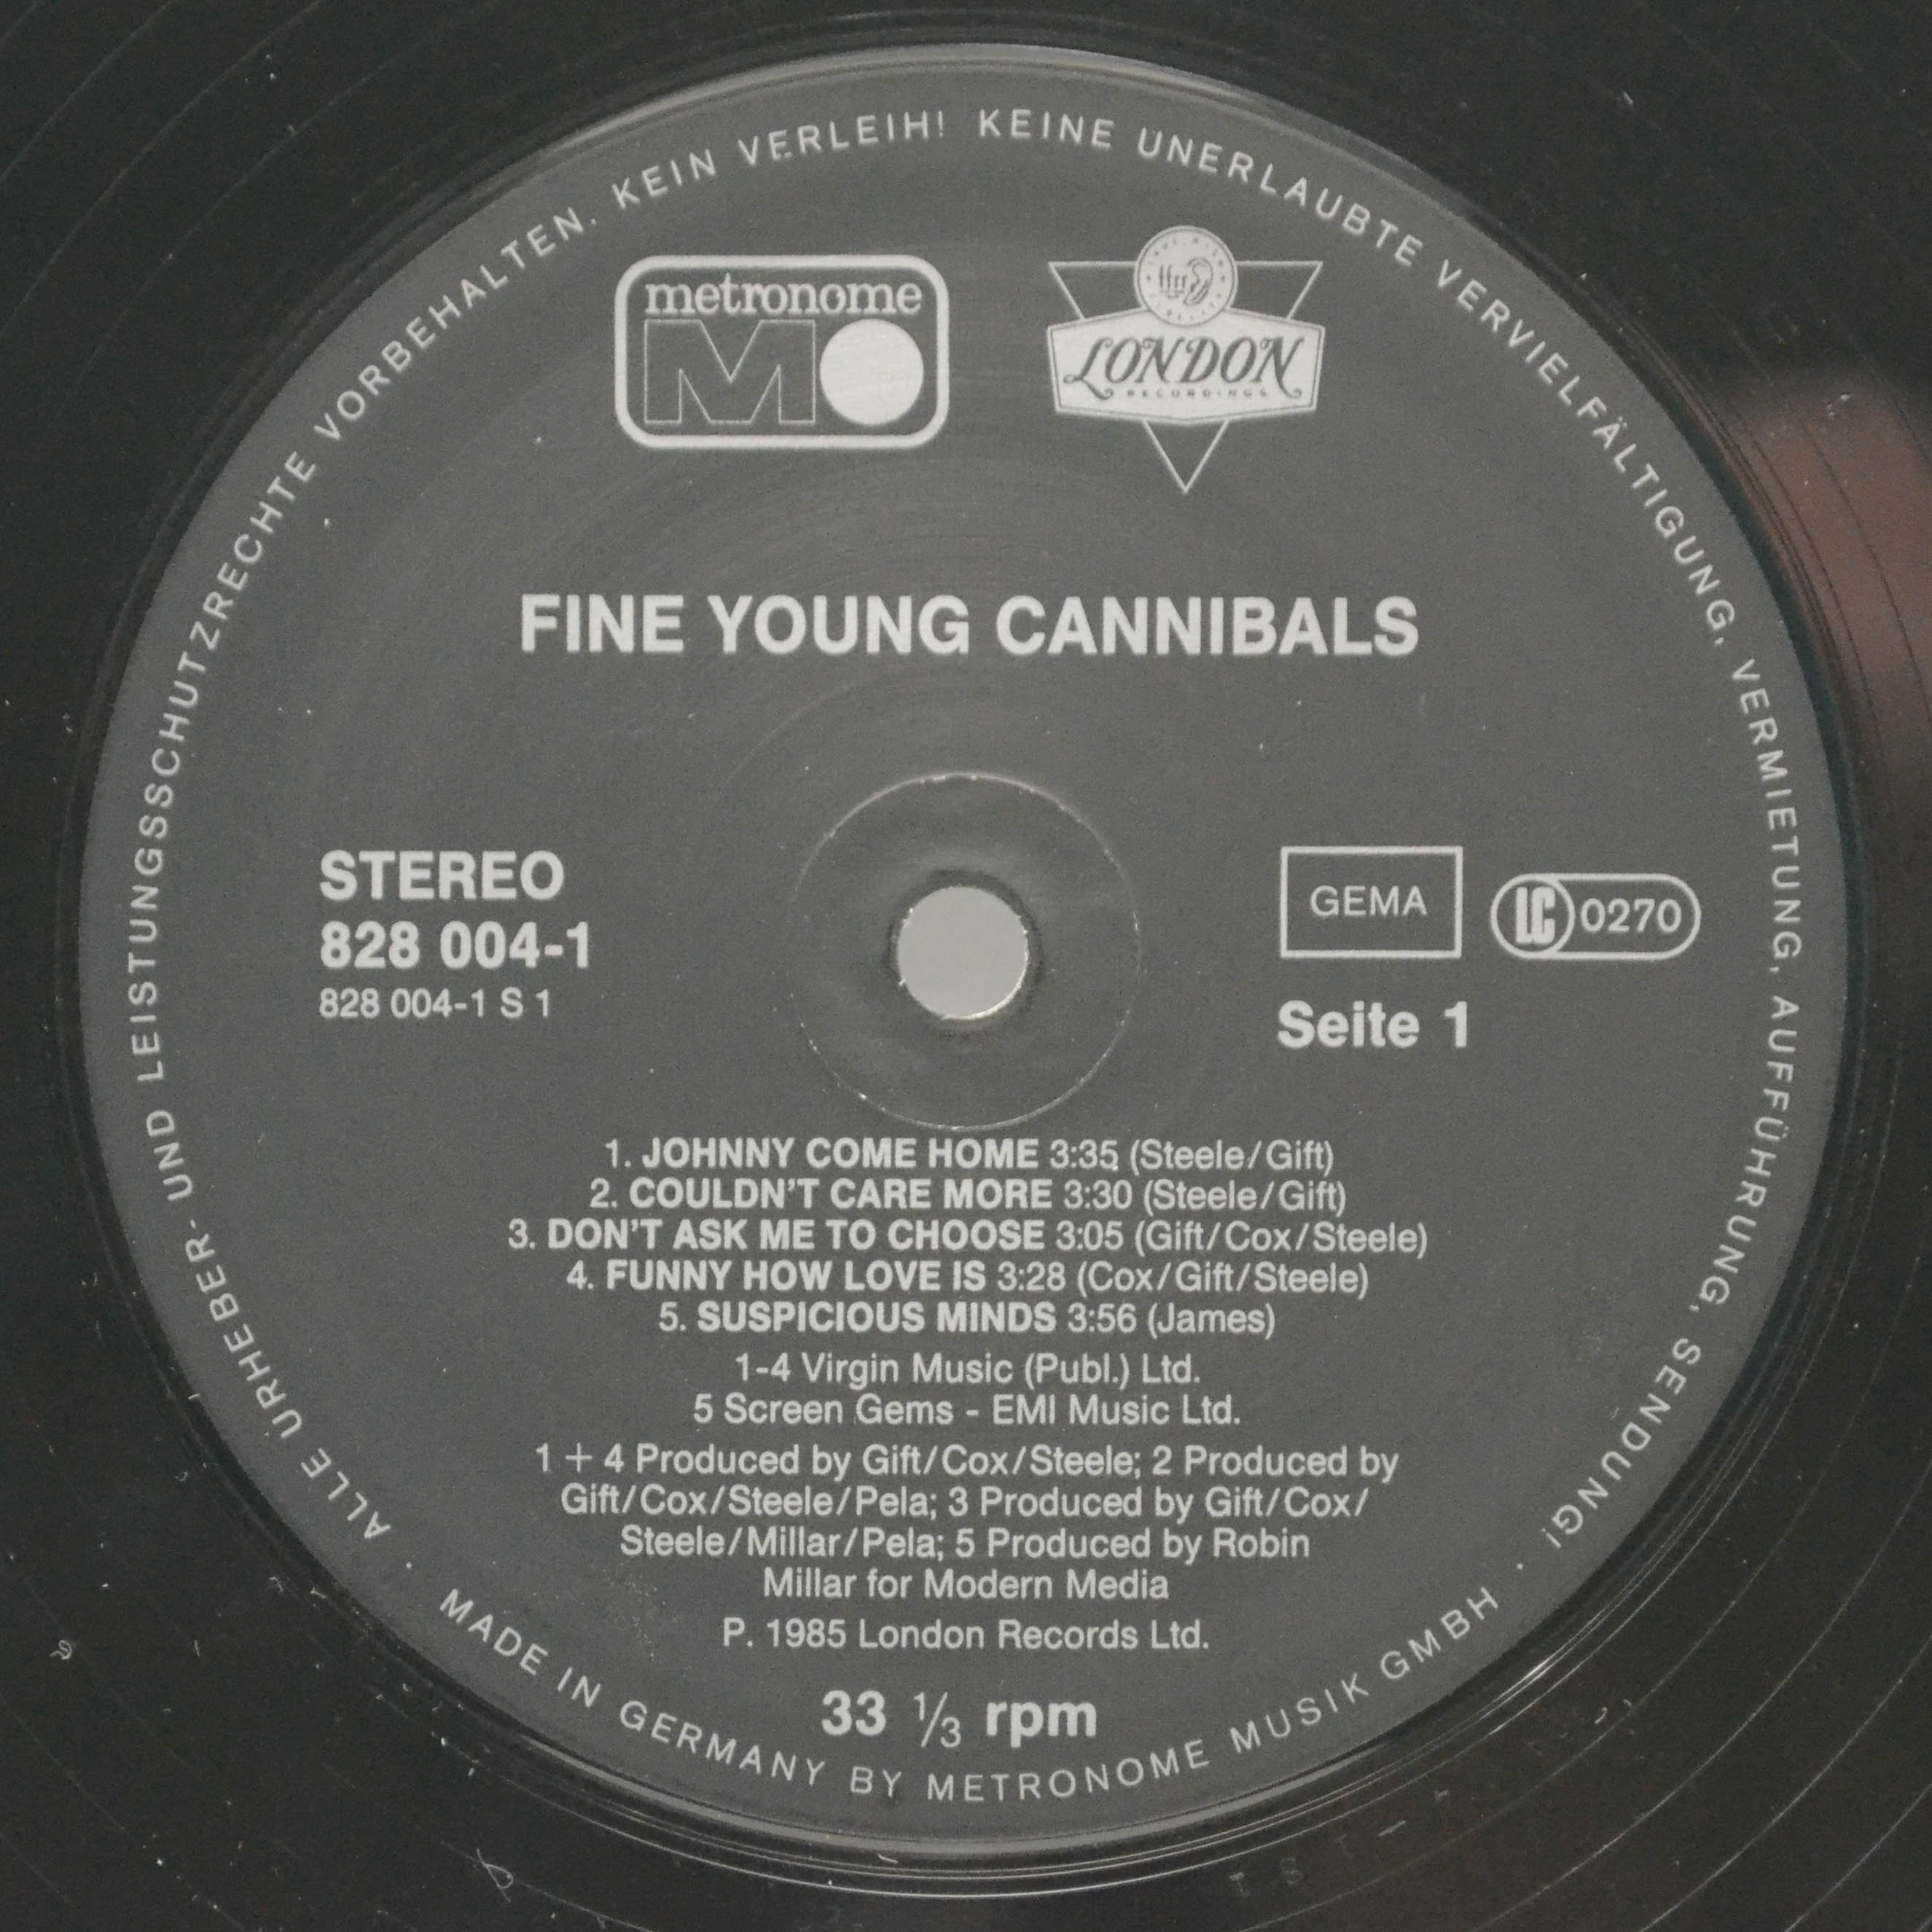 ALLE URHEBER- UND LEISTUNGSSCHUTZRECHTE VORBEHALTEN. KEIN VERLEIH! KEINE UNERLAUBTE VERVIELFÄLTIGUNG, VERMIETUNG, AUFFÜHRUNG, SENDUNG!
metronome
MO
LONDON
RECORDINGS
FINE YOUNG CANNIBALS
STEREO
828 004-1
828 004-1 S 1
GEMA
LC 0270
Seite 1
1. JOHNNY COME HOME 3:35 (Steele/Gift)
2. COULDN'T CARE MORE 3:30 (Steele/Gift)
3. DON'T ASK ME TO CHOOSE 3:05 (Gift/Cox/Steele)
4. FUNNY HOW LOVE IS 3:28 (Cox/Gift/Steele)
5. SUSPICIOUS MINDS 3:56 (James)
1-4 Virgin Music (Publ.) Ltd.
5 Screen Gems - EMI Music Ltd.
1 + 4 Produced by Gift/Cox/Steele; 2 Produced by
Gift/Cox/Steele/Pela; 3 Produced by Gift/Cox/
Steele/Millar/Pela; 5 Produced by Robin
Millar for Modern Media
P. 1985 London Records Ltd.
33 1/3 rpm
MADE IN GERMANY BY METRONOME MUSIK GMBH